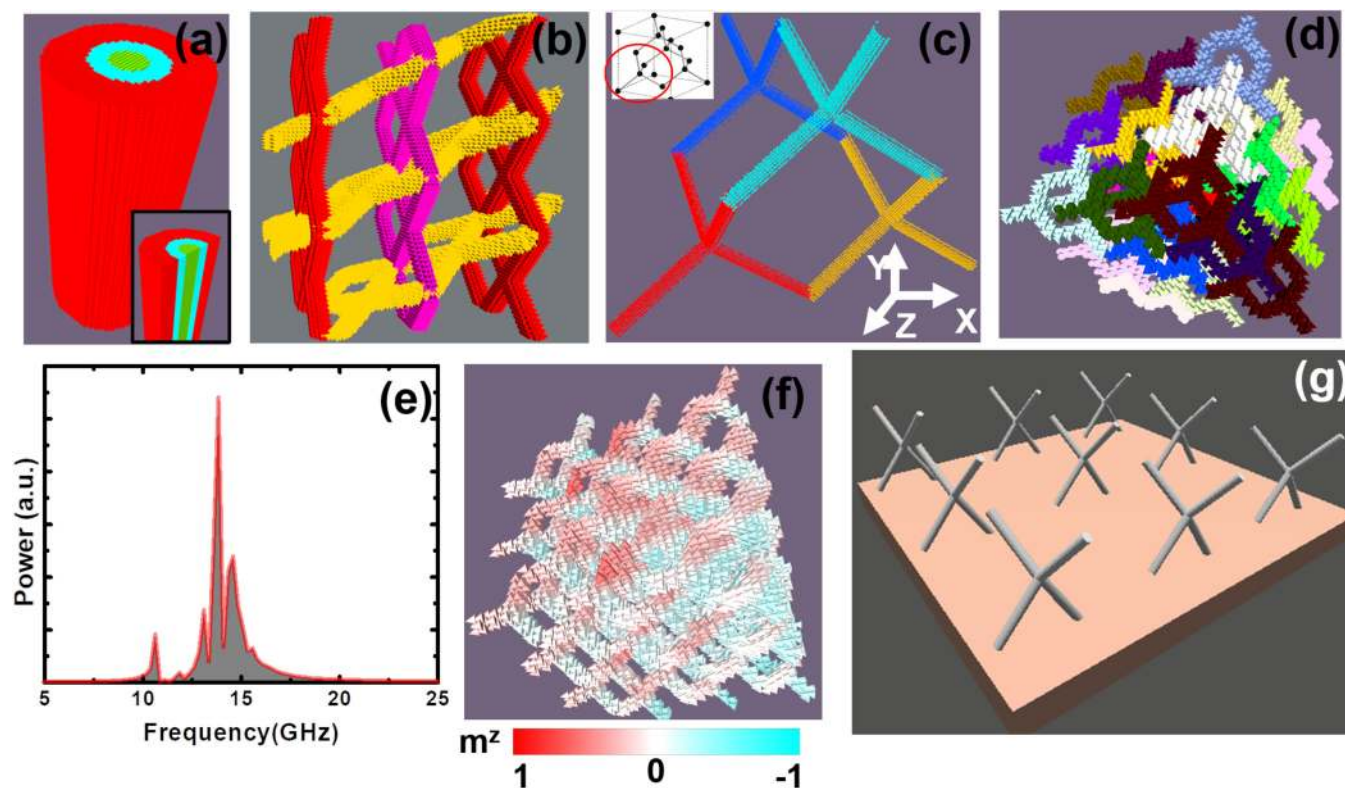 (a)
(b)
(c)
(d)
Y
X
Z
(e)
Power (a.u.)
5 10 15 20 25
Frequency(GHz)
(f)
mᶻ
1 0 -1
(g)